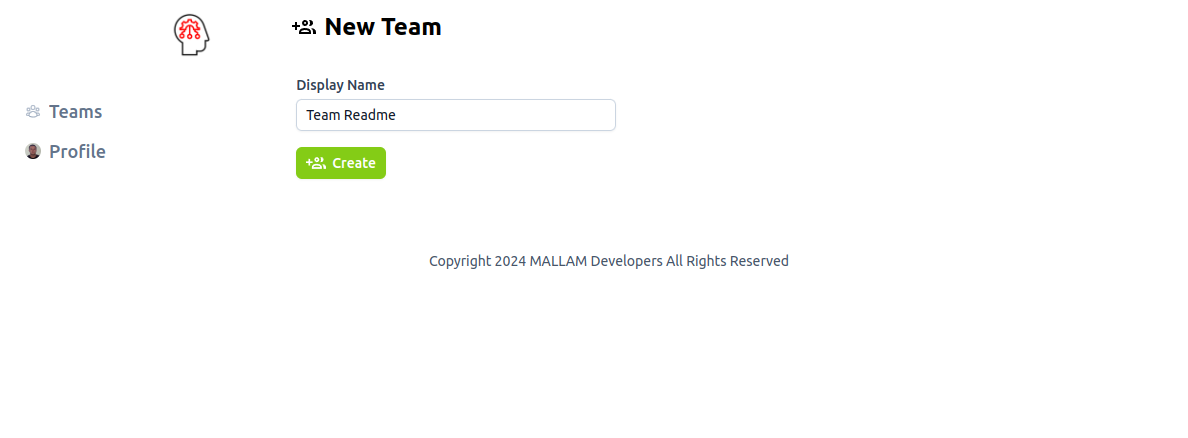 New Team
Teams
Profile
Display Name
Team Readme
Create
Copyright 2024 MALLAM Developers All Rights Reserved